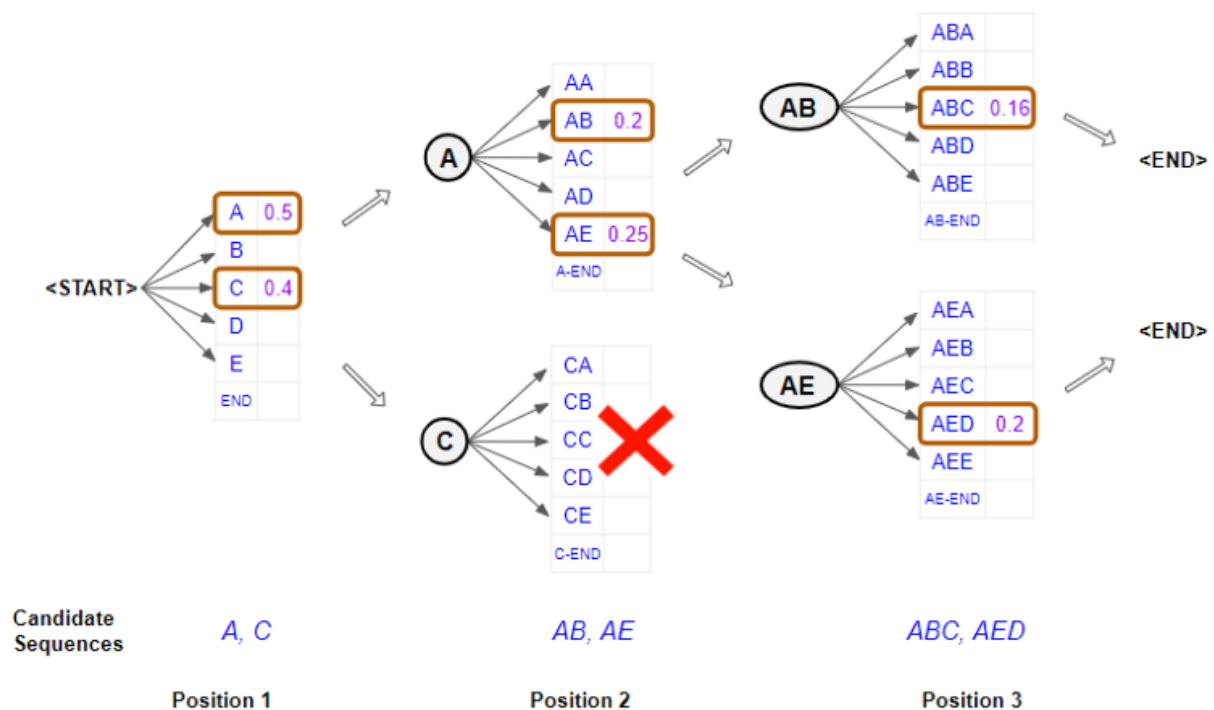 <START>
A 0.5
B
C 0.4
D
E
END
A
AA
AB 0.2
AC
AD
AE 0.25
A-END
C
CA
CB
CC
CD
CE
C-END
AB
ABA
ABB
ABC 0.16
ABD
ABE
AB-END
<END>
AE
AEA
AEB
AEC
AED 0.2
AEE
AE-END
<END>
Candidate
Sequences
A, C
AB, AE
ABC, AED
Position 1
Position 2
Position 3